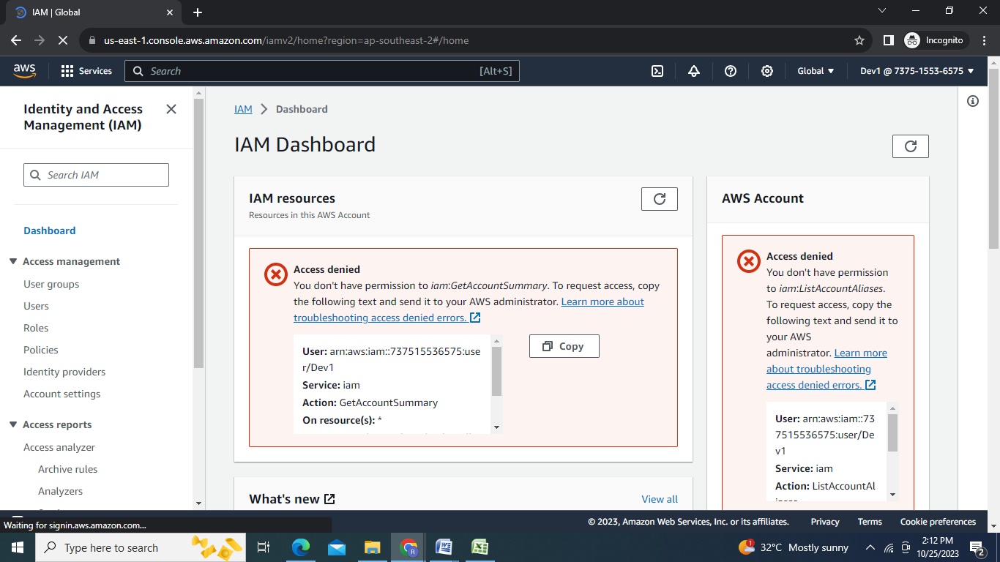 IAM | Global
us-east-1.console.aws.amazon.com/iamv2/home?region=ap-southeast-2#/home
Incognito
aws
Services
Search
[Alt+S]
Global
Dev1 @ 7375-1553-6575
Identity and Access
Management (IAM)
Search IAM
Dashboard
Access management
User groups
Users
Roles
Policies
Identity providers
Account settings
Access reports
Access analyzer
Archive rules
Analyzers
IAM
Dashboard
IAM Dashboard
IAM resources
Resources in this AWS Account
Access denied
You don't have permission to iam:GetAccountSummary. To request access, copy
the following text and send it to your AWS administrator. Learn more about
troubleshooting access denied errors.
User: arn:aws:iam::737515536575:use
r/Dev1
Service: iam
Action: GetAccountSummary
On resource(s): *
Copy
What's new
View all
AWS Account
Access denied
You don't have permission
to iam:ListAccountAliases.
To request access, copy the
following text and send it to
your AWS
administrator. Learn more
about troubleshooting
access denied errors.
User: arn:aws:iam::73
7515536575:user/De
v1
Service: iam
Action: ListAccountAl
Waiting for signin.aws.amazon.com...
© 2023, Amazon Web Services, Inc. or its affiliates.
Privacy
Terms
Cookie preferences
Type here to search
R
1
32°C Mostly sunny
2:12 PM
10/25/2023
2